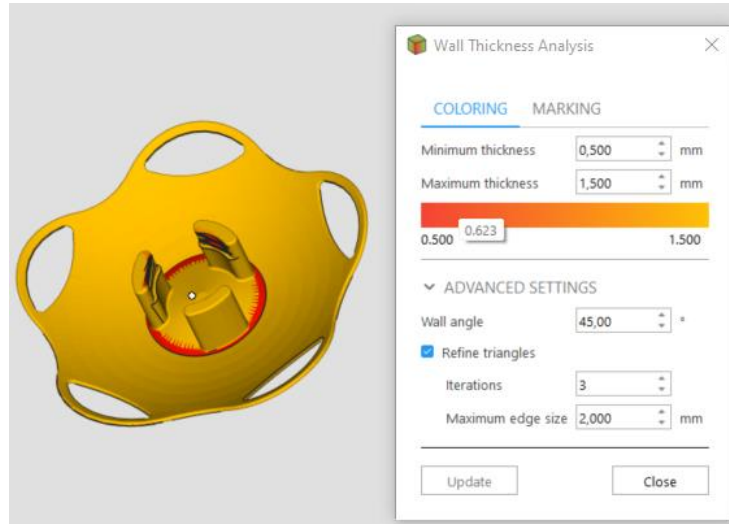 Wall Thickness Analysis
COLORING MARKING
Minimum thickness 0,500 mm
Maximum thickness 1,500 mm
0.623
0.500 1.500
ADVANCED SETTINGS
Wall angle 45,00 °
Refine triangles
Iterations 3
Maximum edge size 2,000 mm
Update Close